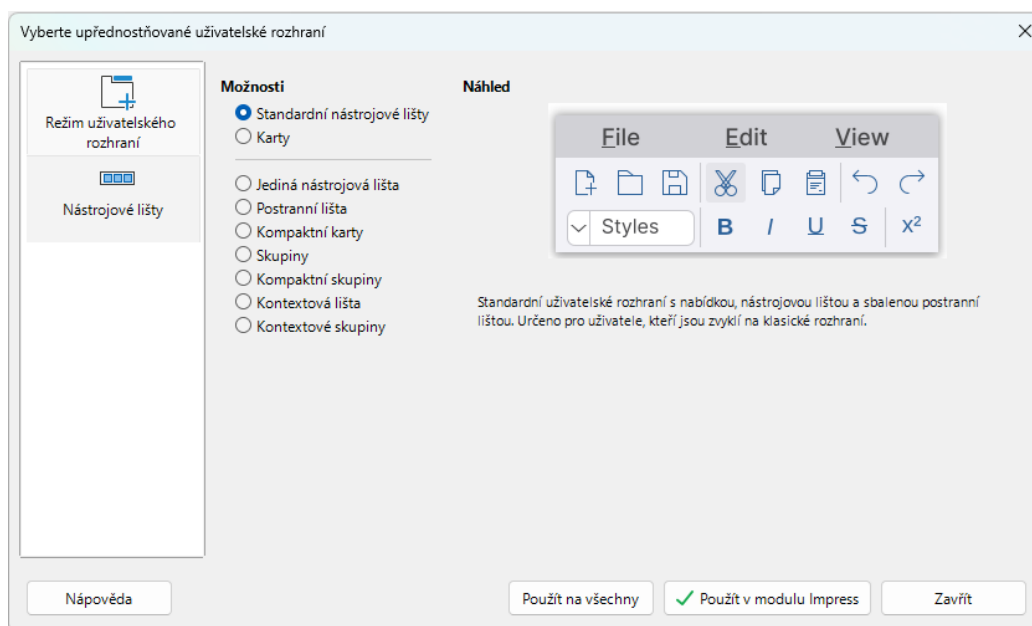 Vyberte upřednostňované uživatelské rozhraní
Režim uživatelského
rozhraní
Nástrojové lišty
Možnosti
Standardní nástrojové lišty
Karty
Jediná nástrojová lišta
Postranní lišta
Kompaktní karty
Skupiny
Kompaktní skupiny
Kontextová lišta
Kontextové skupiny
Náhled
File Edit View
Styles B I U S x²
Standardní uživatelské rozhraní s nabídkou, nástrojovou lištou a sbalenou postranní
lištou. Určeno pro uživatele, kteří jsou zvyklí na klasické rozhraní.
Nápověda
Použít na všechny
Použít v modulu Impress
Zavřít